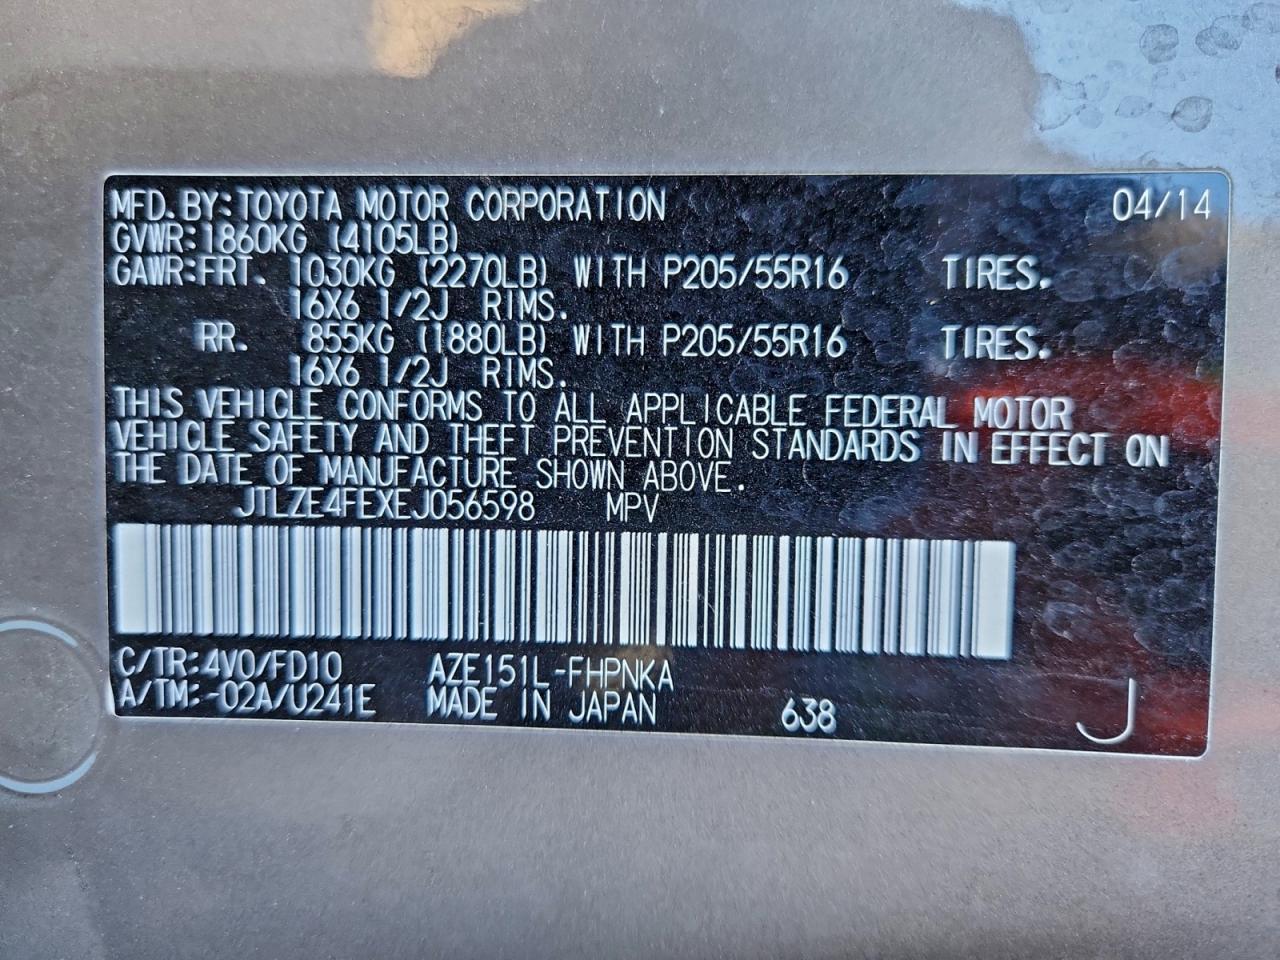 MFD.BY:TOYOTA MOTOR CORPORATION 04/14
GVWR:1860KG (4105LB)
GAWR:FRT. 1030KG (2270LB) WITH P205/55R16 TIRES.
16X6 1/2J RIMS.
RR. 855KG (1880LB) WITH P205/55R16 TIRES.
16X6 1/2J RIMS.
THIS VEHICLE CONFORMS TO ALL APPLICABLE FEDERAL MOTOR
VEHICLE SAFETY AND THEFT PREVENTION STANDARDS IN EFFECT ON
THE DATE OF MANUFACTURE SHOWN ABOVE.
JTLZE4FEXEJ056598 MPV
C/TR:4V0/FD10 AZE151L-FHPNKA
A/TM:-02A/U241E MADE IN JAPAN 638 J